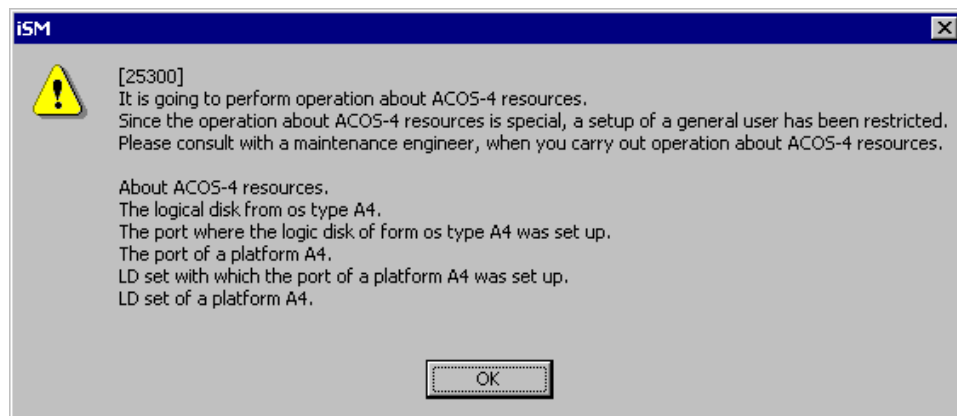 iSM
[25300]
It is going to perform operation about ACOS-4 resources.
Since the operation about ACOS-4 resources is special, a setup of a general user has been restricted.
Please consult with a maintenance engineer, when you carry out operation about ACOS-4 resources.
About ACOS-4 resources.
The logical disk from os type A4.
The port where the logic disk of form os type A4 was set up.
The port of a platform A4.
LD set with which the port of a platform A4 was set up.
LD set of a platform A4.
OK